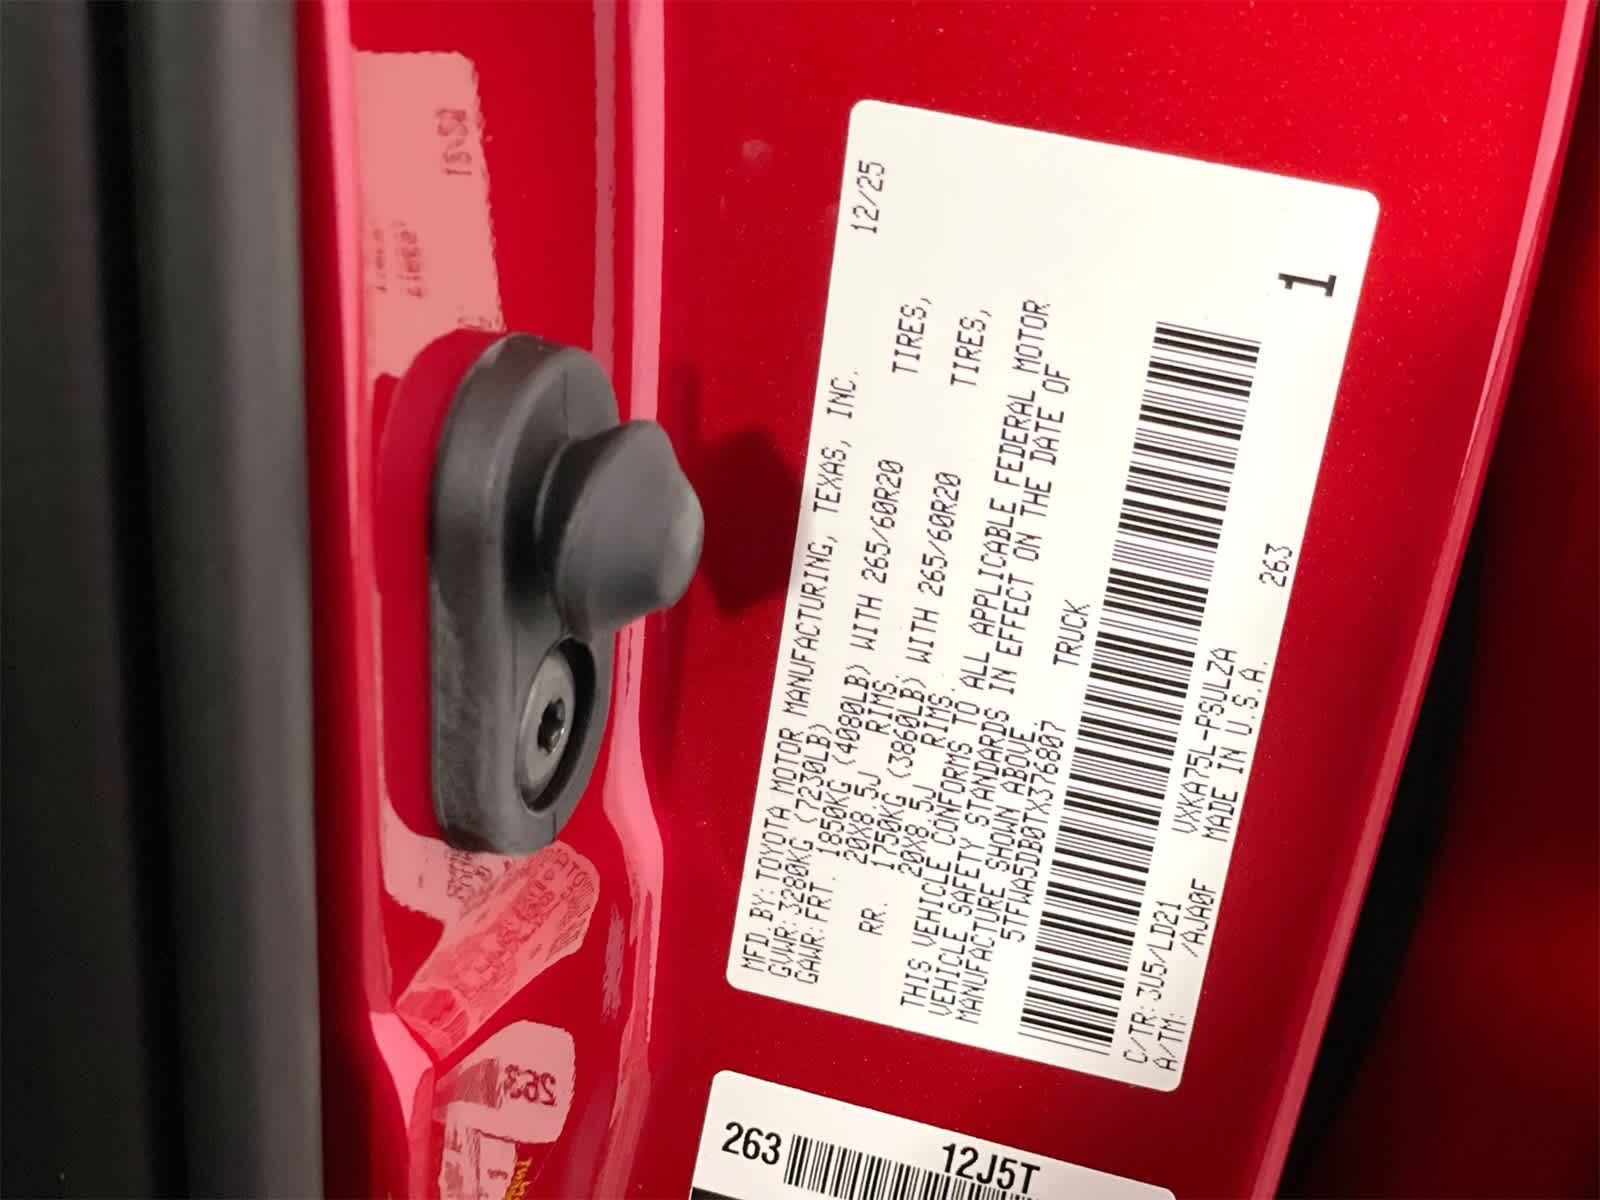 MFD.BY:TOYOTA MOTOR MANUFACTURING, TEXAS, INC. 12/25
GVWR:3280KG (7230LB)
GAWR:FRT. 1850KG (4080LB) WITH 265/60R20 TIRES,
20X8.5J RIMS.
RR. 1750KG (3860LB) WITH 265/60R20 TIRES,
20X8.5J RIMS.
THIS VEHICLE CONFORMS TO ALL APPLICABLE FEDERAL MOTOR
VEHICLE SAFETY STANDARDS IN EFFECT ON THE DATE OF
MANUFACTURE SHOWN ABOVE.
5TFWA5DB0TX376807 TRUCK
1
C/TR:3U5/LD21 VXKA75L-PSULZA 263
A/TM: /AJA0F MADE IN U.S.A.
263 12J5T